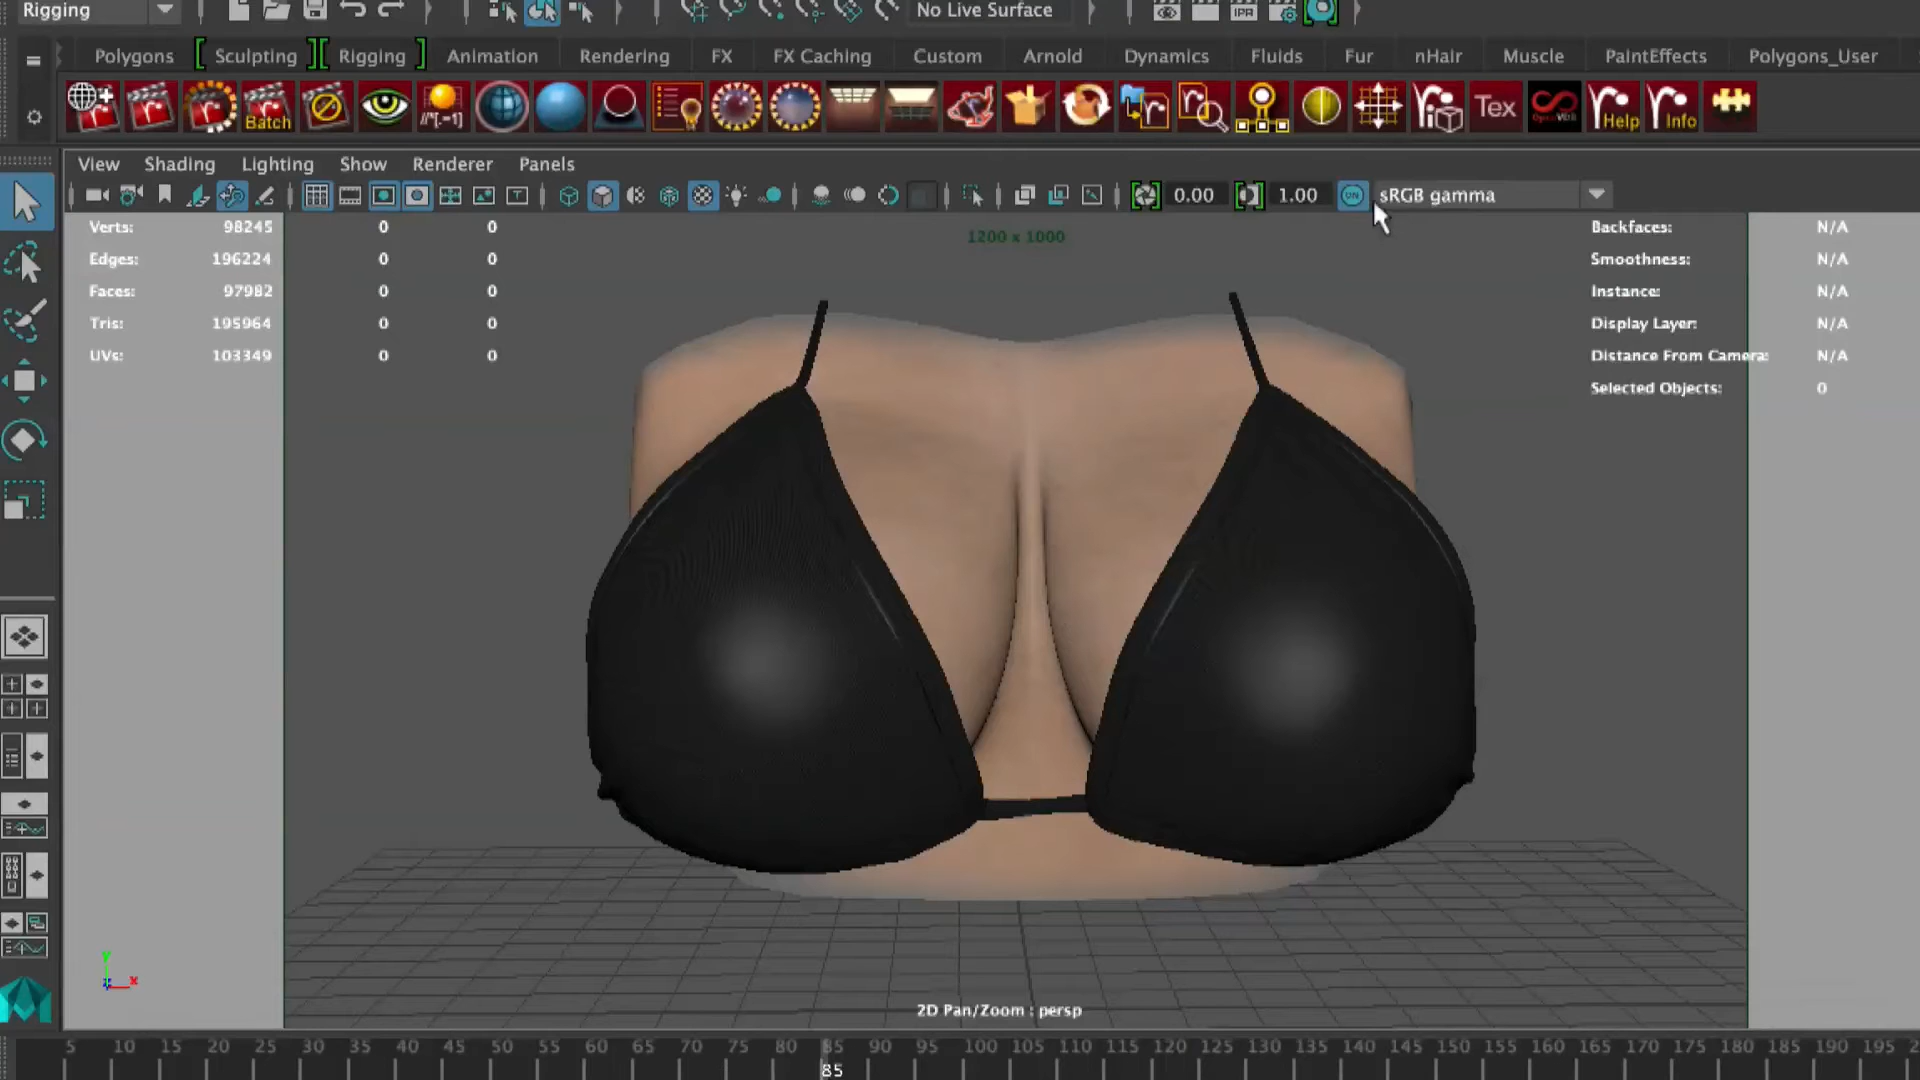 Rigging
No Live Surface
IPR
Polygons Sculpting Rigging Animation Rendering FX FX Caching Custom Arnold Dynamics Fluids Fur nHair Muscle PaintEffects Polygons_User
Batch
//*[.=1]
Tex
Help
Info
View Shading Lighting Show Renderer Panels
0.00 1.00 ON sRGB gamma
Verts: 98245 0 0
Edges: 196224 0 0
Faces: 97982 0 0
Tris: 195964 0 0
UVs: 103349 0 0
1200 x 1000
Backfaces: N/A
Smoothness: N/A
Instance: N/A
Display Layer: N/A
Distance From Camera: N/A
Selected Objects: 0
Y
X
2D Pan/Zoom : persp
5 10 15 20 25 30 35 40 45 50 55 60 65 70 75 80 85 90 95 100 105 110 115 120 125 130 135 140 145 150 155 160 165 170 175 180 185 190 195 2
85